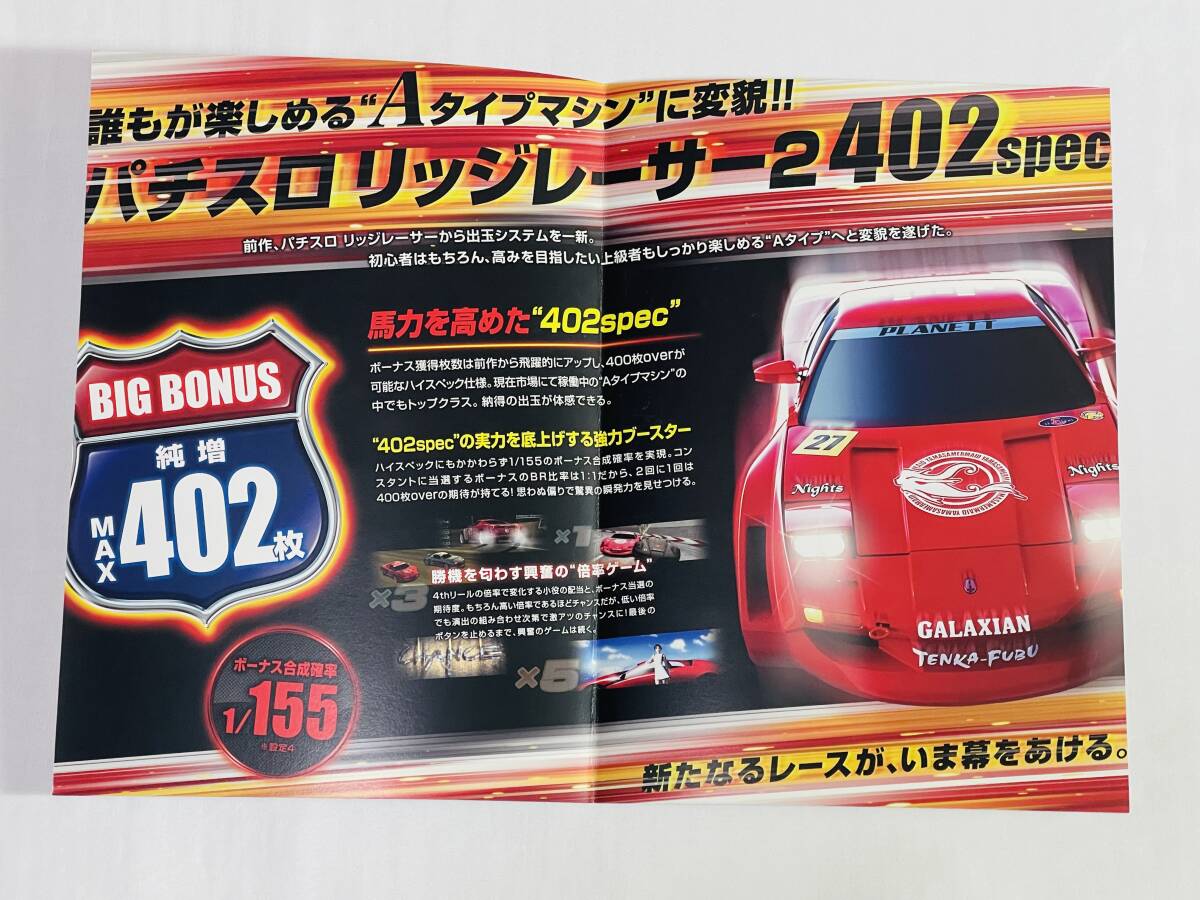 誰もが楽しめる“Aタイプマシン”に変貌!!
パチスロ リッジレーサー2 402spec
前作、パチスロ リッジレーサーから出玉システムを一新。
初心者はもちろん、高みを目指したい上級者もしっかり楽しめる“Aタイプ”へと変貌を遂げた。
BIG BONUS
純増
MAX 402枚
馬力を高めた“402spec”
ボーナス獲得枚数は前作から飛躍的にアップし、400枚overが
可能なハイスペック仕様。現在市場にて稼働中の“Aタイプマシン”の
中でもトップクラス。納得の出玉が体感できる。
“402spec”の実力を底上げする強力ブースター
ハイスペックにもかかわらず1/155のボーナス合成確率を実現。コン
スタントに当選するボーナスのBR比率は1:1だから、2回に1回は
400枚overの期待が持てる!思わぬ偏りで驚異の瞬発力を見せつける。
×1
×3
勝機を匂わす興奮の“倍率ゲーム”
4thリールの倍率で変化する小役の配当と、ボーナス当選の
期待度。もちろん高い倍率であるほどチャンスだが、低い倍率
でも演出の組み合わせ次第で激アツのチャンスに!最後の
ボタンを止めるまで、興奮のゲームは続く。
CHANCE
×5
ボーナス合成確率
1/155
※設定4
PLANETT
27
Nights
Nights
GALAXIAN
TENKA-FUBU
新たなるレースが、いま幕をあける。